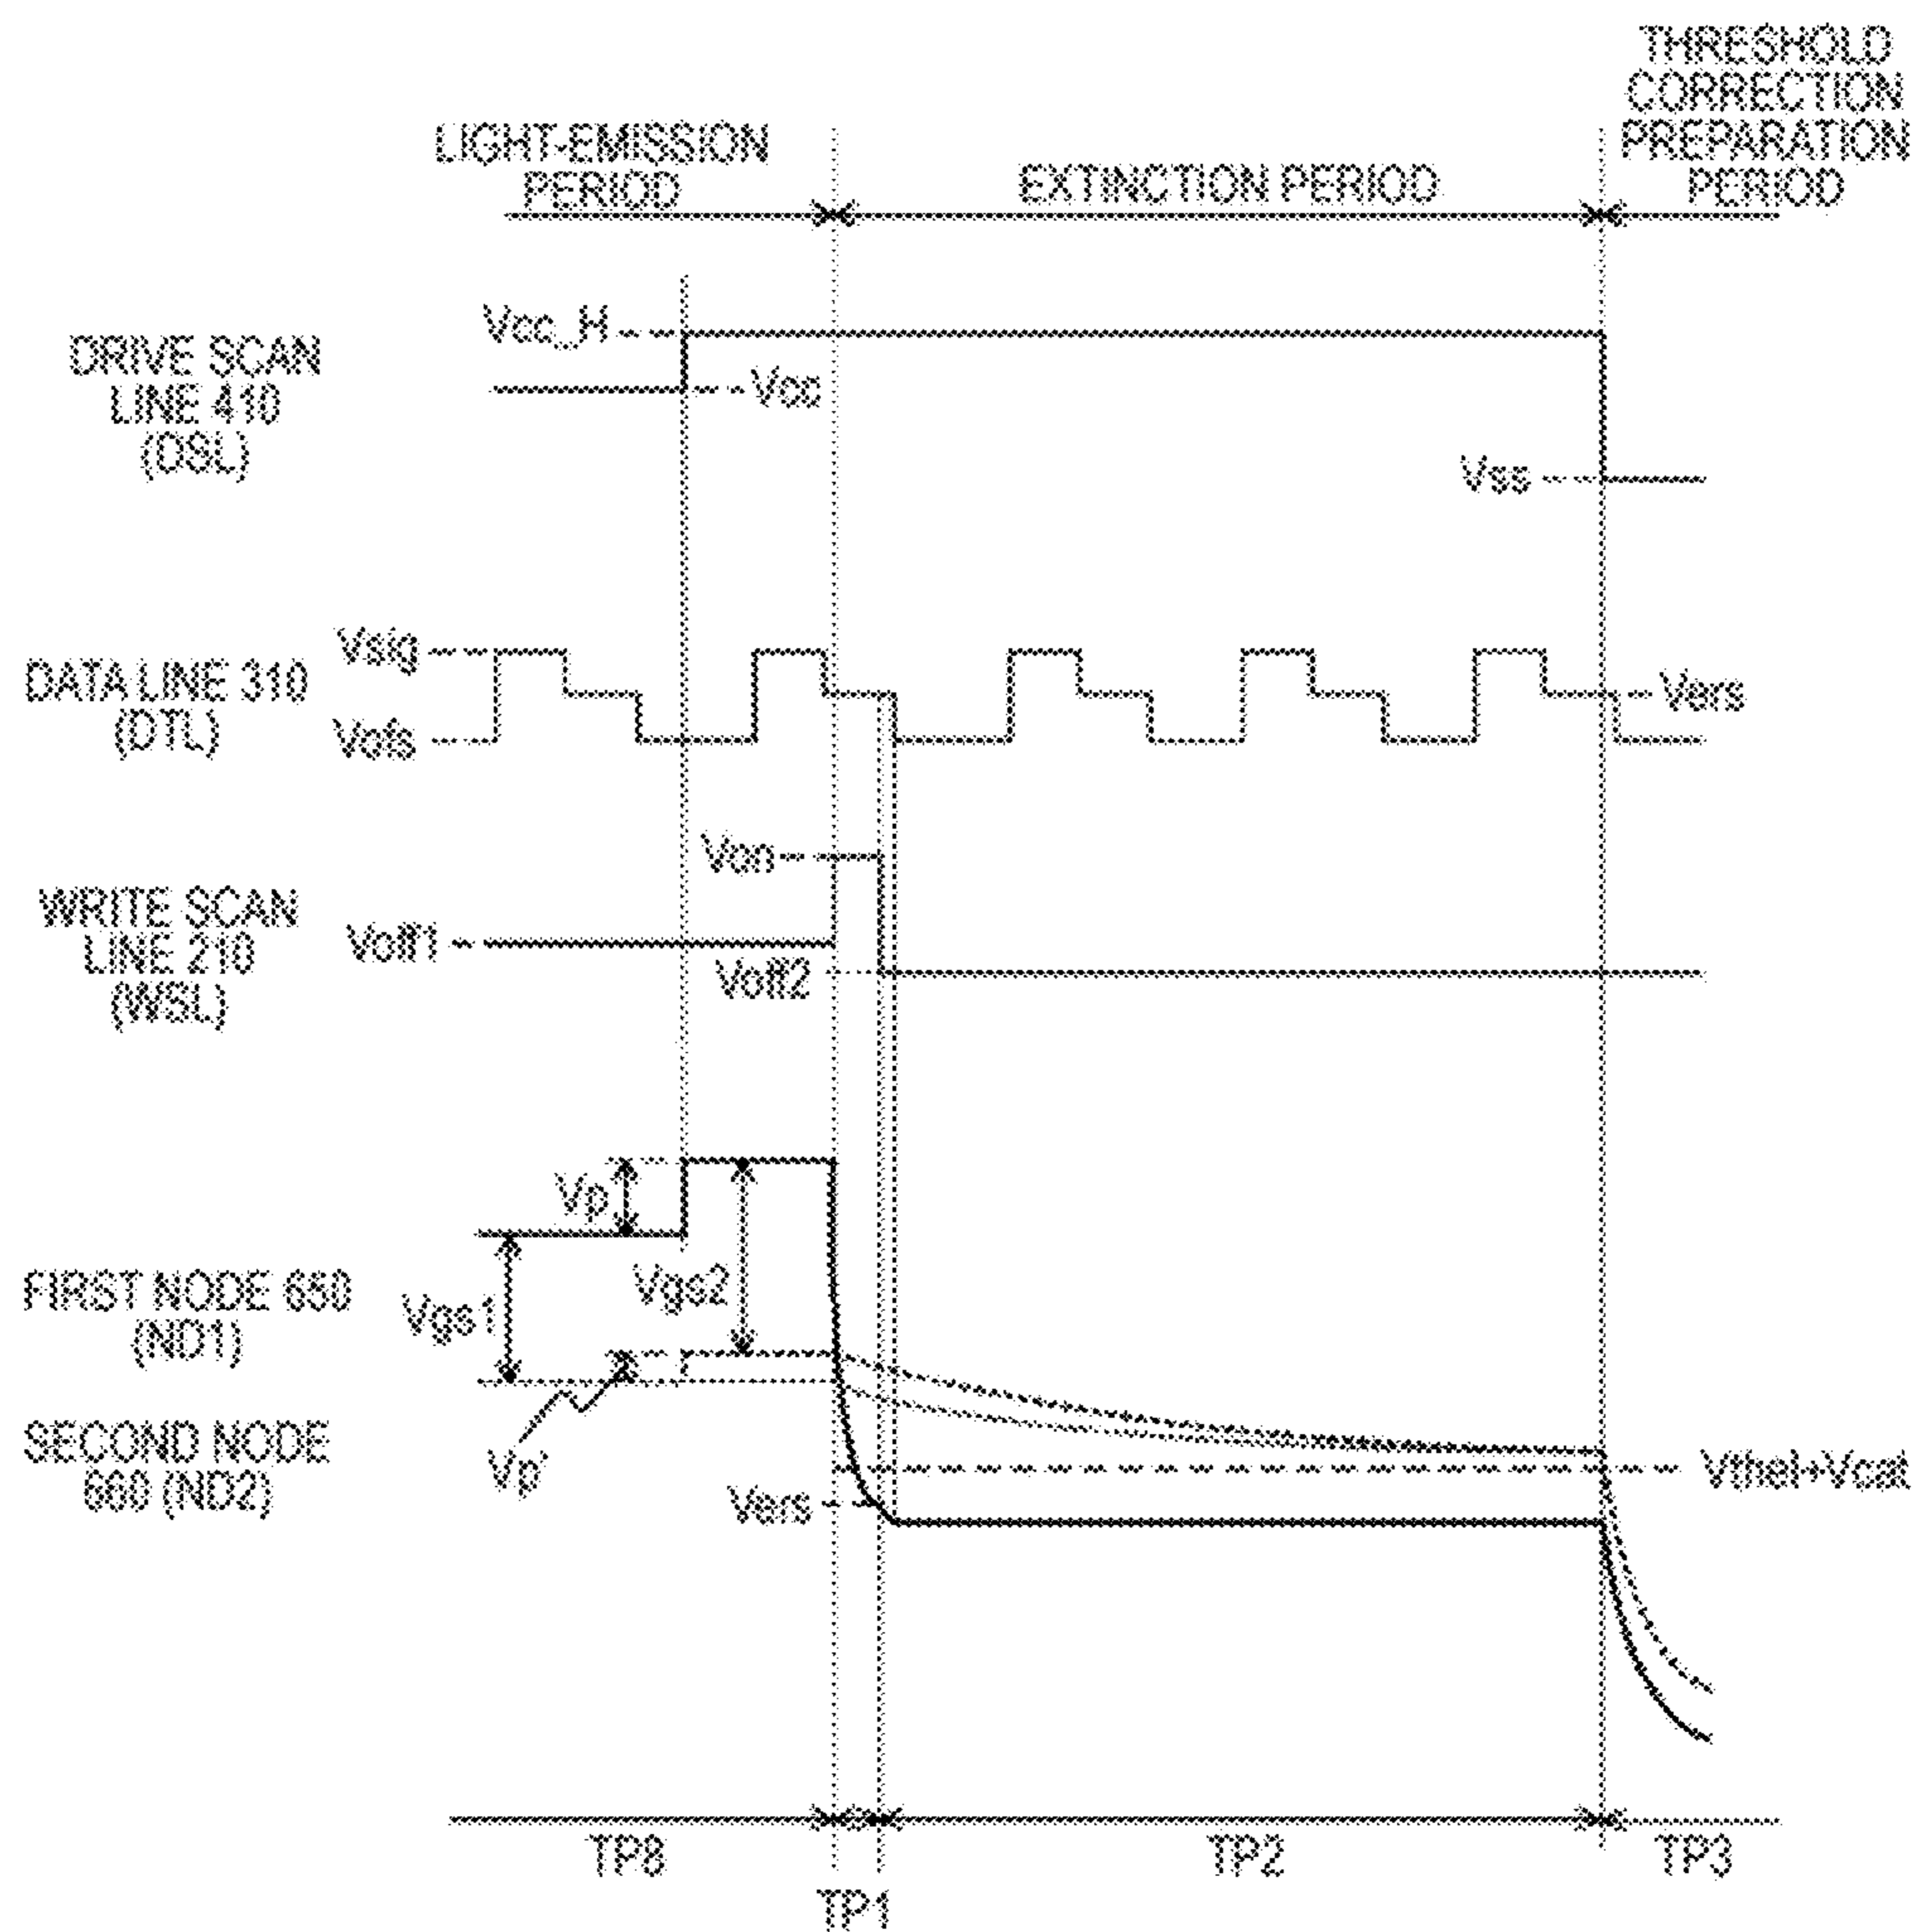 THRESHOLD
CORRECTION
PREPARATION
PERIOD
LIGHT-EMISSION
PERIOD
EXTINCTION PERIOD
Vcc_H
DRIVE SCAN
LINE 410
(DSL)
Vcc
Vss
Vsig
DATA LINE 310
(DTL)
Vers
Vofs
Von
WRITE SCAN
LINE 210
(WSL)
Voff1
Voff2
Vp
FIRST NODE 650
(ND1)
Vgs1
Vgs2
SECOND NODE
660 (ND2)
Vp'
Vthel+Vcat
Vers
TP8
TP2
TP3
TP1